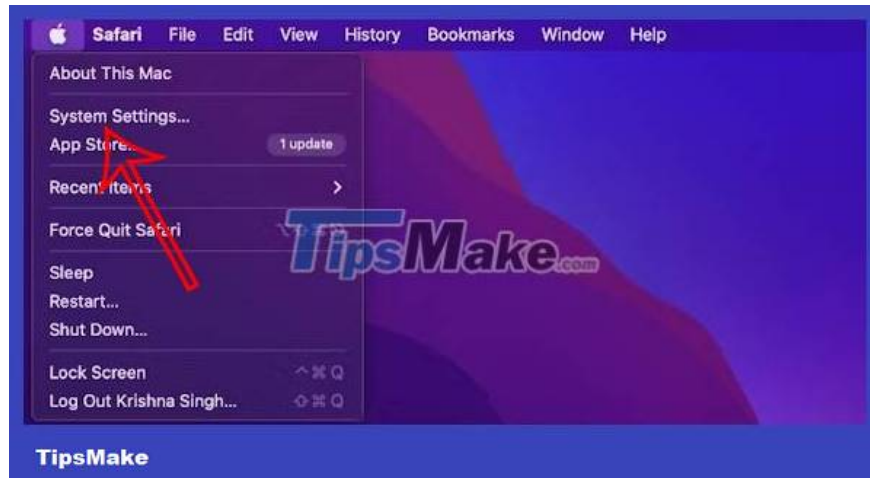 Safari File Edit View History Bookmarks Window Help
About This Mac
System Settings...
App Store... 1 update
Recent Items
Force Quit Safari
TipsMake.com
Sleep
Restart...
Shut Down...
Lock Screen ^⌘Q
Log Out Krishna Singh... ⇧⌘Q
TipsMake